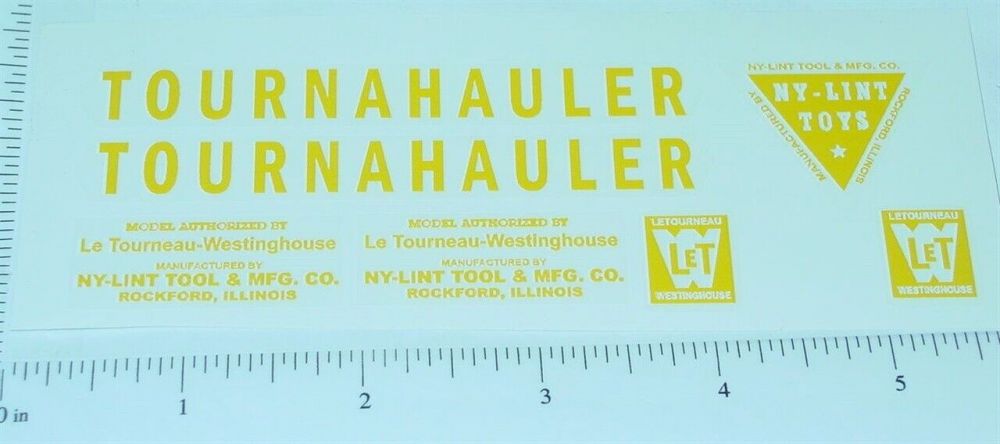 TOURNAHAULER
TOURNAHAULER
NY-LINT TOOL & MFG. CO.
MANUFACTURED BY
ROCKFORD, ILLINOIS
NY-LINT
TOYS
MODEL AUTHORIZED BY
Le Tourneau-Westinghouse
MANUFACTURED BY
NY-LINT TOOL & MFG. CO.
ROCKFORD, ILLINOIS
MODEL AUTHORIZED BY
Le Tourneau-Westinghouse
MANUFACTURED BY
NY-LINT TOOL & MFG. CO.
ROCKFORD, ILLINOIS
LETOURNEAU
W
LET
WESTINGHOUSE
LETOURNEAU
W
LET
WESTINGHOUSE
0 in 1 2 3 4 5